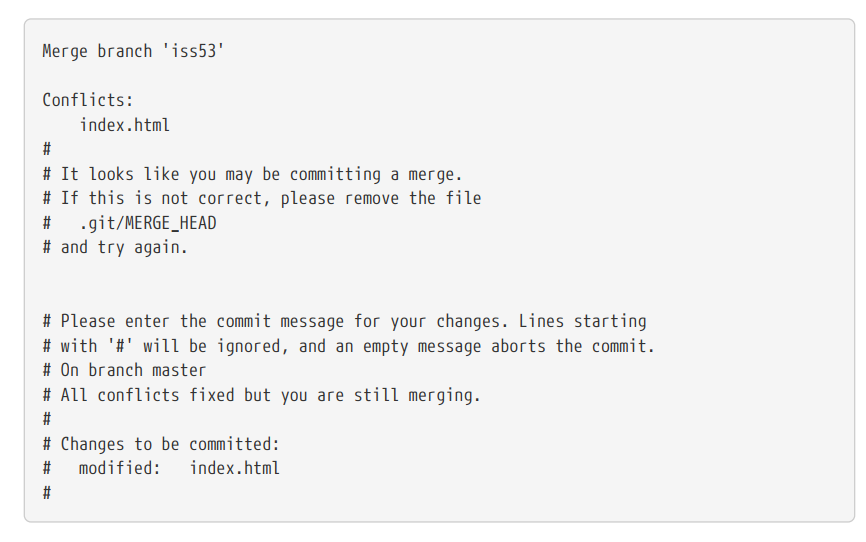 Merge branch 'iss53'

Conflicts:
    index.html
#
# It looks like you may be committing a merge.
# If this is not correct, please remove the file
#   .git/MERGE_HEAD
# and try again.


# Please enter the commit message for your changes. Lines starting
# with '#' will be ignored, and an empty message aborts the commit.
# On branch master
# All conflicts fixed but you are still merging.
#
# Changes to be committed:
#   modified:   index.html
#